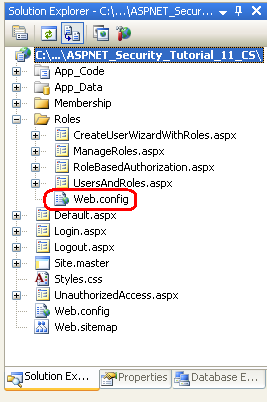 Solution Explorer - C:\...\ASPNET_Secur...
C:\...\ASPNET_Security_Tutorial_11_CS\
App_Code
App_Data
Membership
Roles
CreateUserWizardWithRoles.aspx
ManageRoles.aspx
RoleBasedAuthorization.aspx
UsersAndRoles.aspx
Web.config
Default.aspx
Login.aspx
Logout.aspx
Site.master
Styles.css
UnauthorizedAccess.aspx
Web.config
Web.sitemap
Solution Ex... Properties Database E...